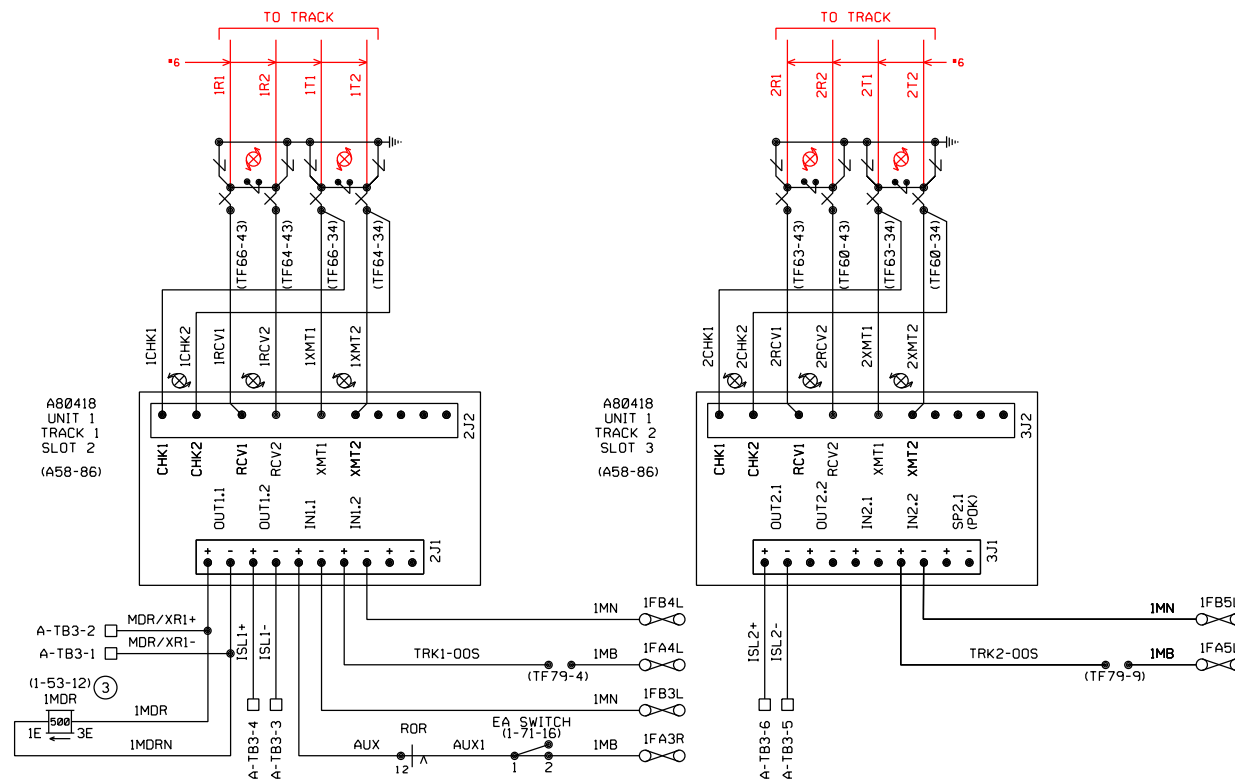 TO TRACK
TO TRACK
"6
"6
1R1
1R2
1T1
1T2
2R1
2R2
2T1
2T2
(TF66-43)
(TF64-43)
(TF66-34)
(TF64-34)
(TF63-43)
(TF60-43)
(TF63-34)
(TF60-34)
1CHK1
1CHK2
1RCV1
1RCV2
1XMT1
1XMT2
2CHK1
2CHK2
2RCV1
2RCV2
2XMT1
2XMT2
A80418
UNIT 1
TRACK 1
SLOT 2
(A58-86)
2J2
CHK1
CHK2
RCV1
RCV2
XMT1
XMT2
OUT1.1
OUT1.2
IN1.1
IN1.2
+ - + - + - + - + -
2J1
A80418
UNIT 1
TRACK 2
SLOT 3
(A58-86)
3J2
CHK1
CHK2
RCV1
RCV2
XMT1
XMT2
OUT2.1
OUT2.2
IN2.1
IN2.2
SP2.1
(POK)
+ - + - + - + - + -
3J1
A-TB3-2
MDR/XR1+
A-TB3-1
MDR/XR1-
(1-53-12)
3
1MDR
500
1E
3E
1MDR
1MDRN
ISL1+
ISL1-
A-TB3-4
A-TB3-3
1MN
1FB4L
TRK1-OOS
(TF79-4)
1MB
1FA4L
1MN
1FB3L
AUX
ROR
12
AUX1
EA SWITCH
(1-71-16)
1
2
1MB
1FA3R
ISL2+
ISL2-
A-TB3-6
A-TB3-5
1MN
1FB5L
TRK2-OOS
(TF79-9)
1MB
1FA5L